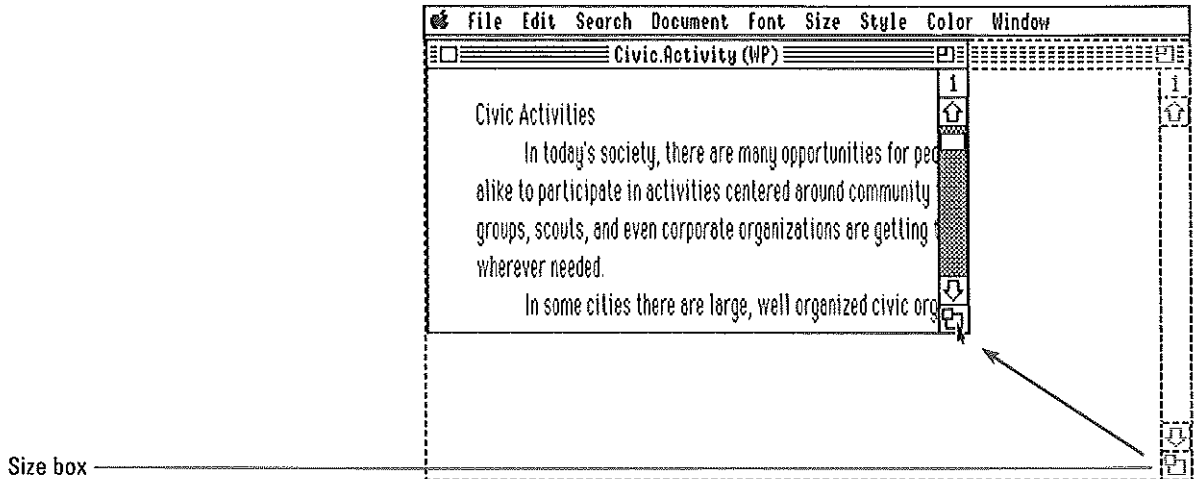 File Edit Search Document Font Size Style Color Window
Civic.Activity (WP)
i i
Civic Activities
In today's society, there are many opportunities for peo
alike to participate in activities centered around community
groups, scouts, and even corporate organizations are getting t
wherever needed.
In some cities there are large, well organized civic org
Size box